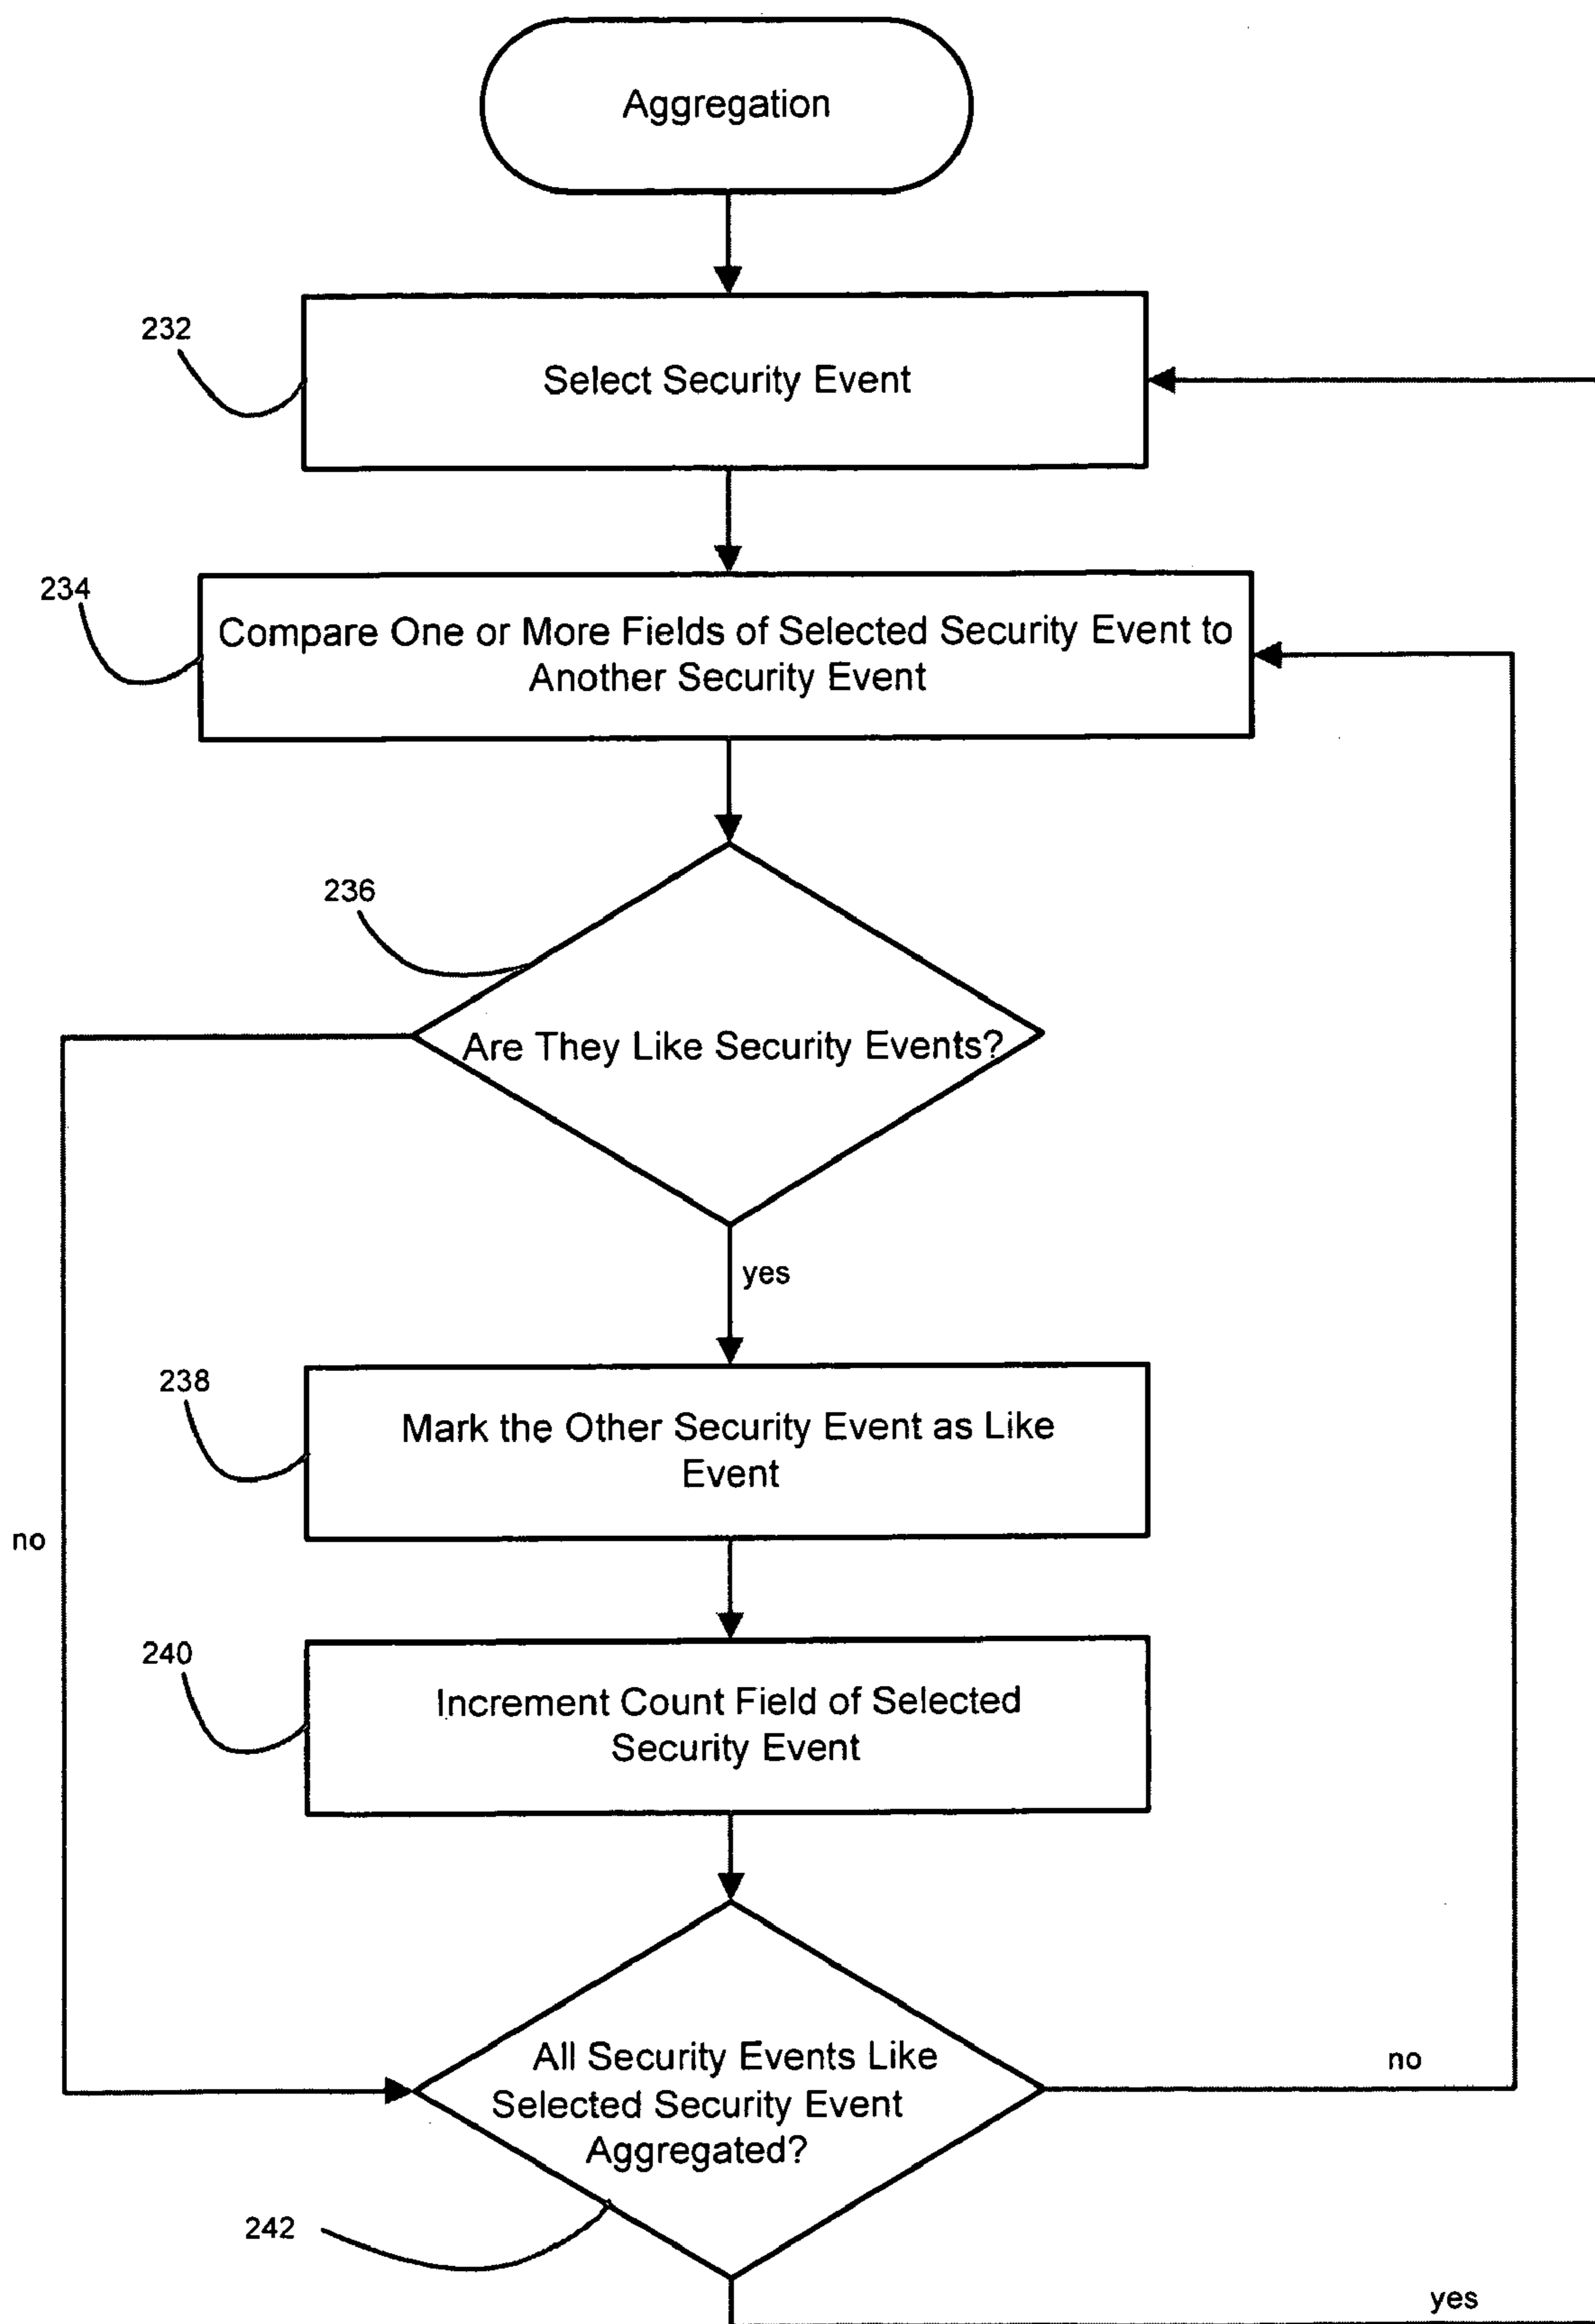 Aggregation
232
Select Security Event
234
Compare One or More Fields of Selected Security Event to
Another Security Event
236
Are They Like Security Events?
yes
238
Mark the Other Security Event as Like
Event
no
240
Increment Count Field of Selected
Security Event
All Security Events Like
Selected Security Event
Aggregated?
no
242
yes